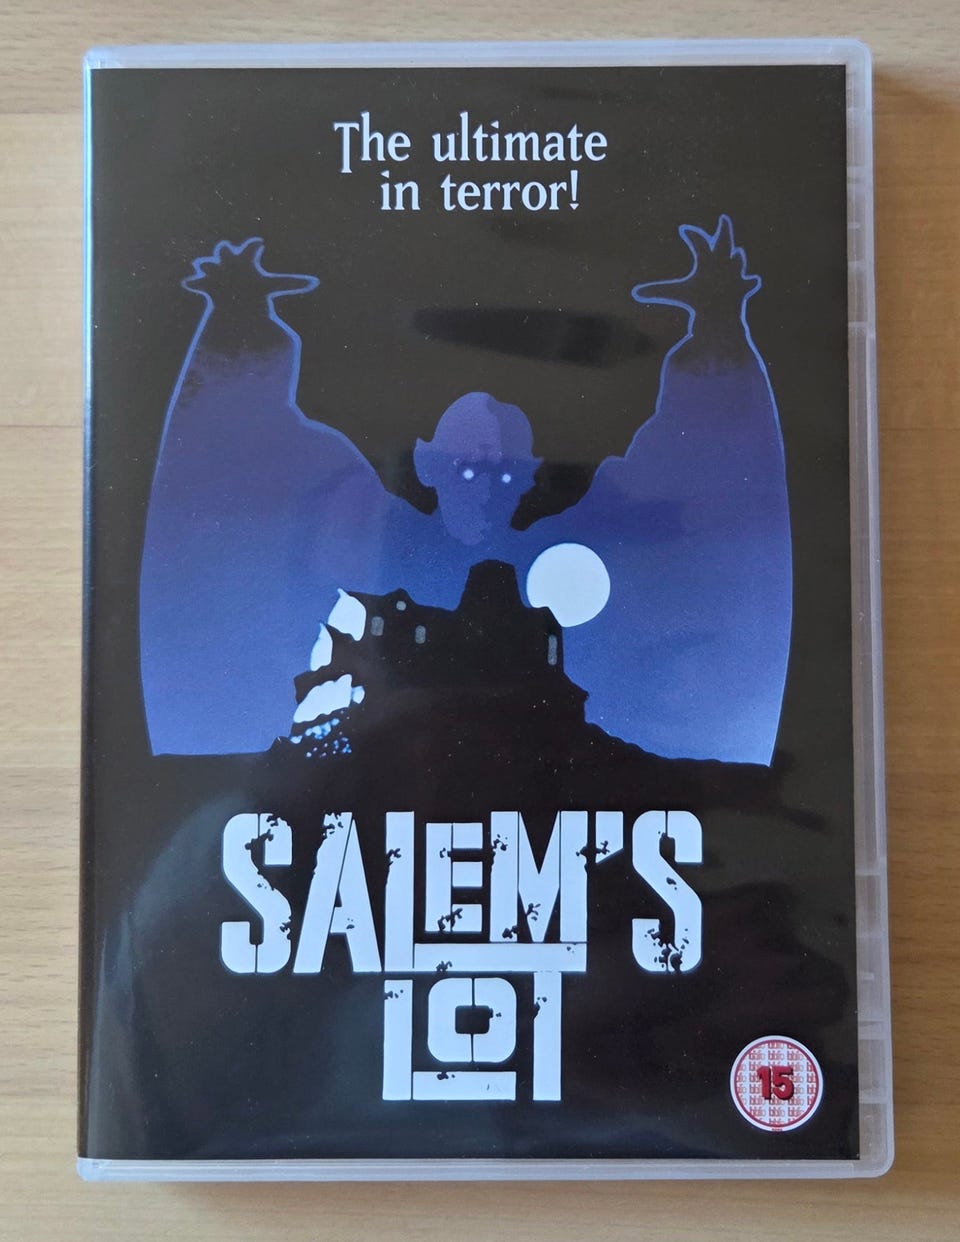 The ultimate
in terror!
SALEM'S
LOT
15